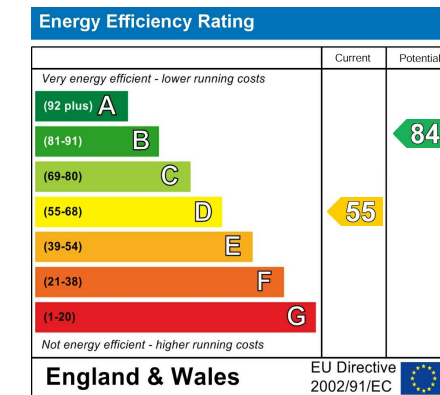 Energy Efficiency Rating
Current Potential
Very energy efficient - lower running costs
(92 plus) A
(81-91) B
84
(69-80) C
(55-68) D
55
(39-54) E
(21-38) F
(1-20) G
Not energy efficient - higher running costs
England & Wales
EU Directive
2002/91/EC